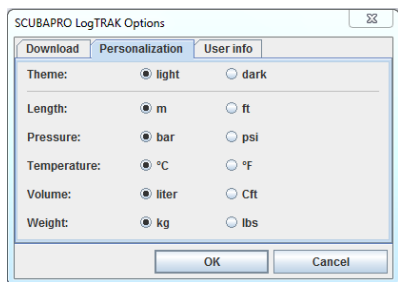 SCUBAPRO LogTRAK Options
Download Personalization User info
Theme: light dark
Length: m ft
Pressure: bar psi
Temperature: °C °F
Volume: liter Cft
Weight: kg lbs
OK Cancel